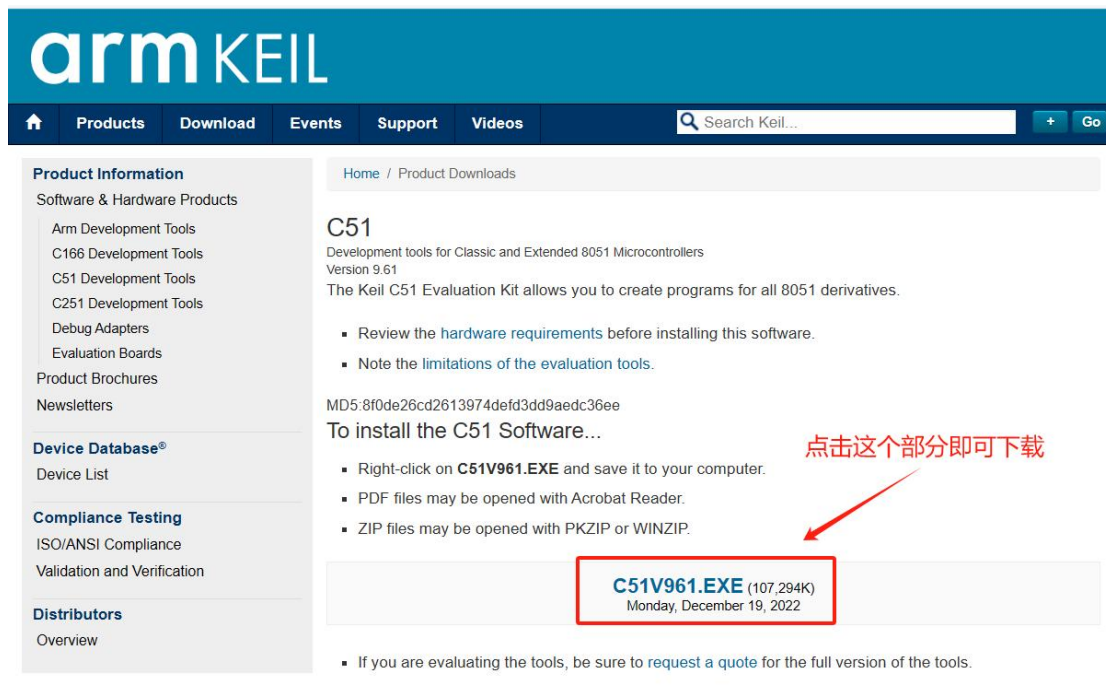 arm KEIL
Products Download Events Support Videos Search Keil... + Go
Product Information
Software & Hardware Products
Arm Development Tools
C166 Development Tools
C51 Development Tools
C251 Development Tools
Debug Adapters
Evaluation Boards
Product Brochures
Newsletters
Device Database®
Device List
Compliance Testing
ISO/ANSI Compliance
Validation and Verification
Distributors
Overview
Home / Product Downloads
C51
Development tools for Classic and Extended 8051 Microcontrollers
Version 9.61
The Keil C51 Evaluation Kit allows you to create programs for all 8051 derivatives.
Review the hardware requirements before installing this software.
Note the limitations of the evaluation tools.
MD5:8f0de26cd2613974defd3dd9aedc36ee
To install the C51 Software...
点击这个部分即可下载
Right-click on C51V961.EXE and save it to your computer.
PDF files may be opened with Acrobat Reader.
ZIP files may be opened with PKZIP or WINZIP.
C51V961.EXE (107,294K)
Monday, December 19, 2022
If you are evaluating the tools, be sure to request a quote for the full version of the tools.